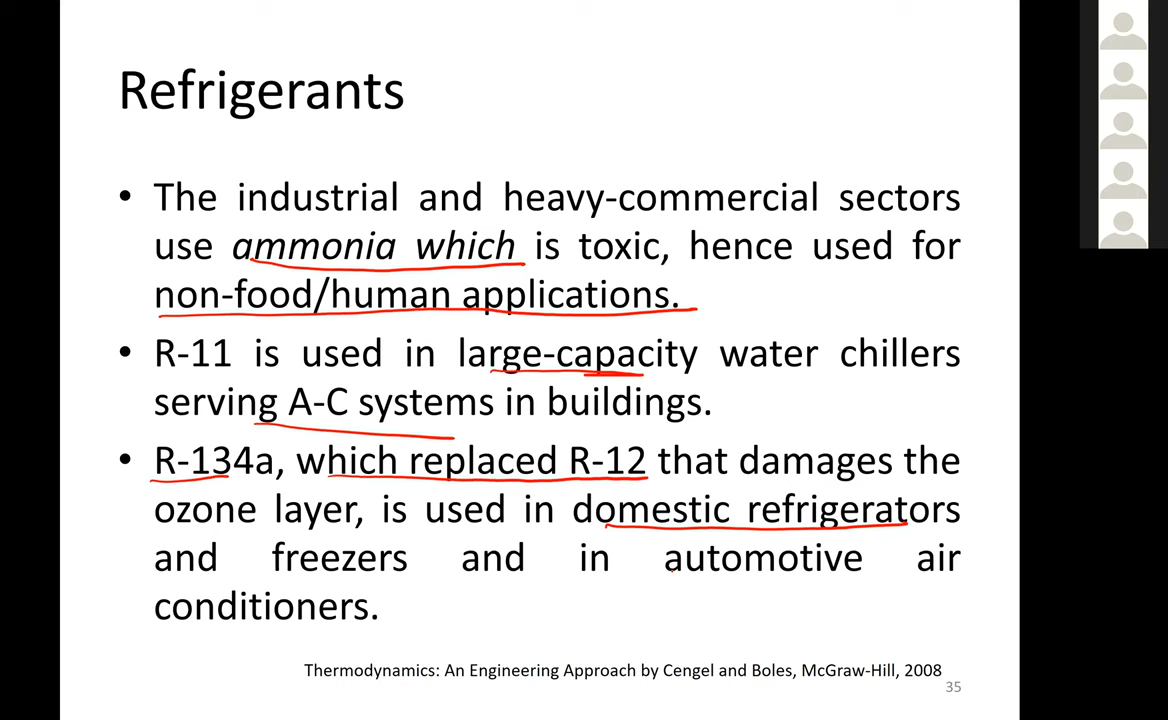 Refrigerants
• The industrial and heavy-commercial sectors
use ammonia which is toxic, hence used for
non-food/human applications.
• R-11 is used in large-capacity water chillers
serving A-C systems in buildings.
• R-134a, which replaced R-12 that damages the
ozone layer, is used in domestic refrigerators
and freezers and in automotive air
conditioners.
Thermodynamics: An Engineering Approach by Cengel and Boles, McGraw-Hill, 2008
35